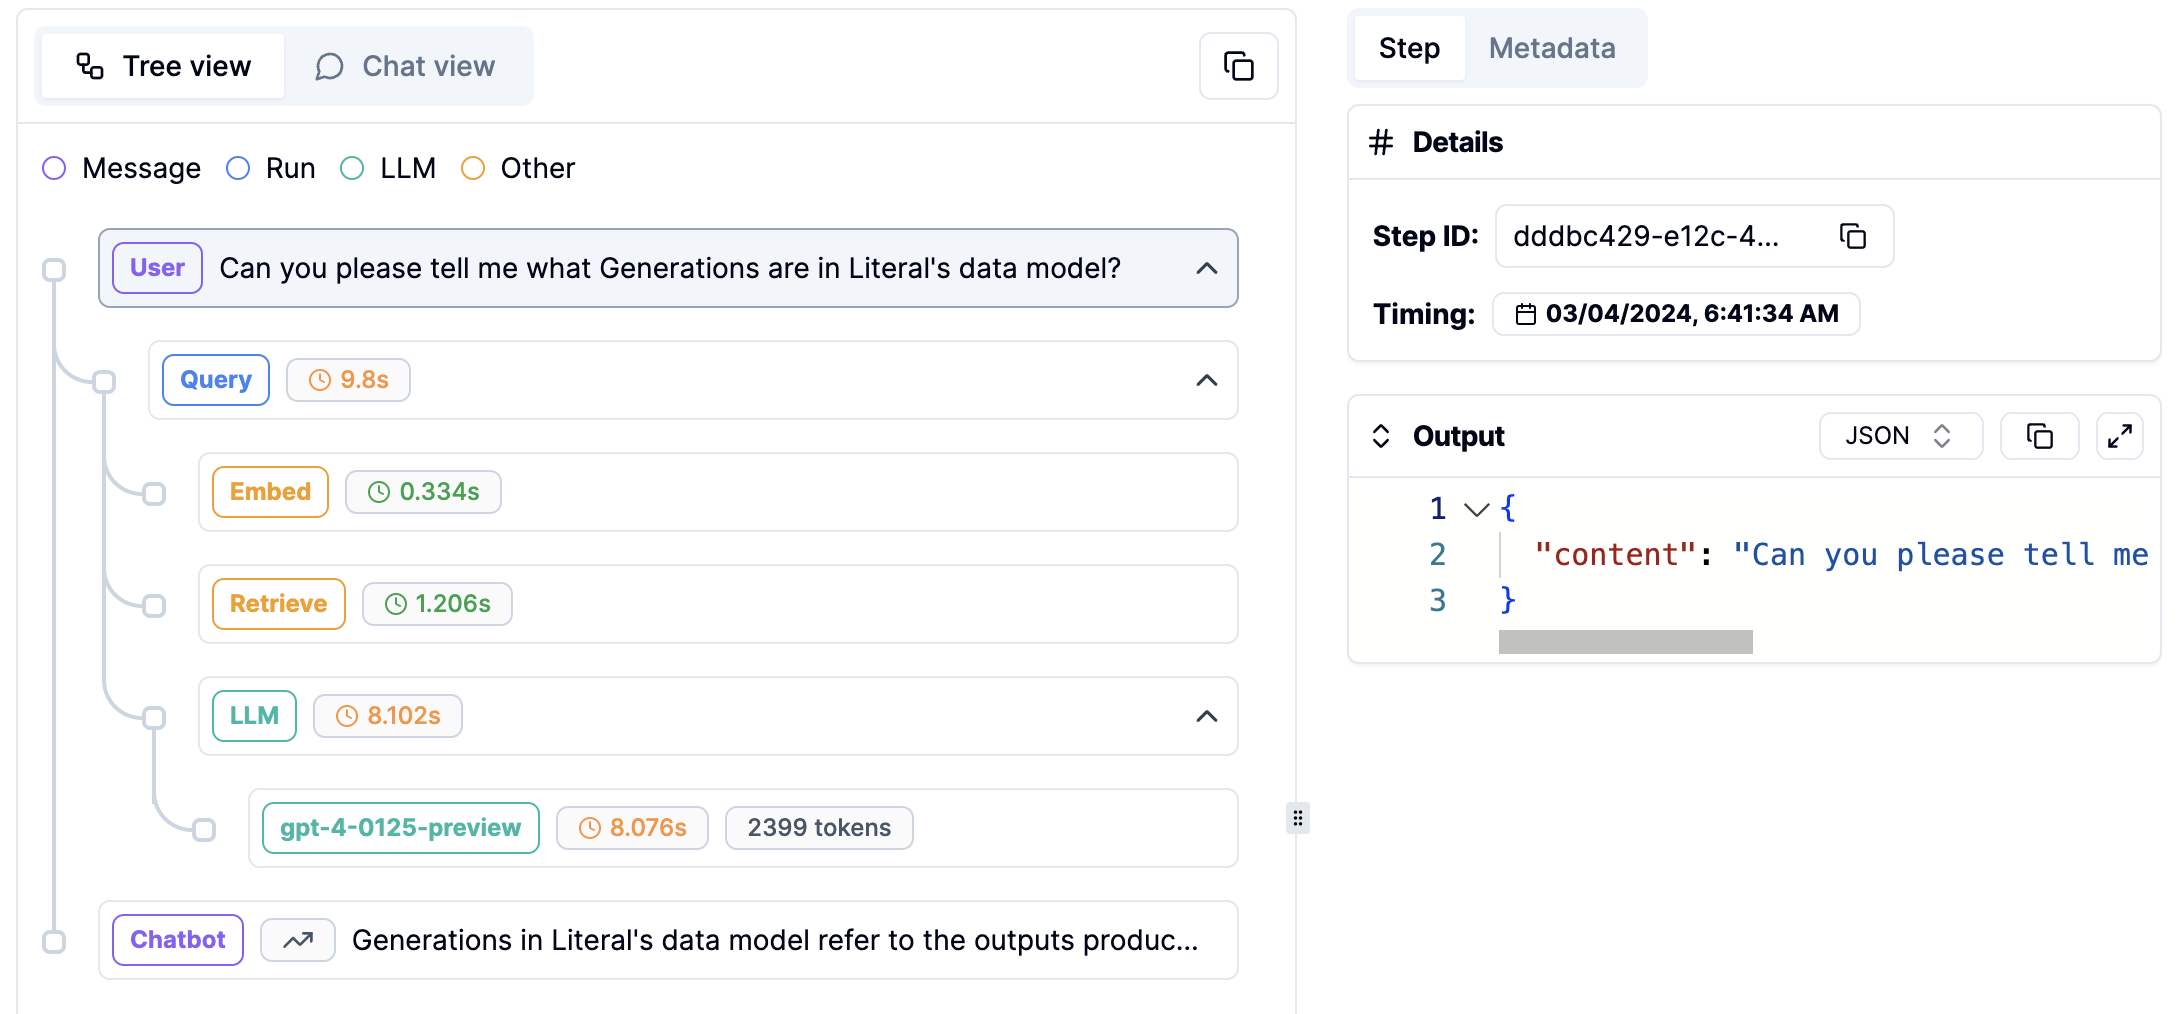 Tree view
Chat view
Message
Run
LLM
Other
User
Can you please tell me what Generations are in Literal's data model?
Query
9.8s
Embed
0.334s
Retrieve
1.206s
LLM
8.102s
gpt-4-0125-preview
8.076s
2399 tokens
Chatbot
Generations in Literal's data model refer to the outputs produc...
Step
Metadata
# Details
Step ID:
dddbc429-e12c-4...
Timing:
03/04/2024, 6:41:34 AM
Output
JSON
1 {
2 "content": "Can you please tell me
3 }